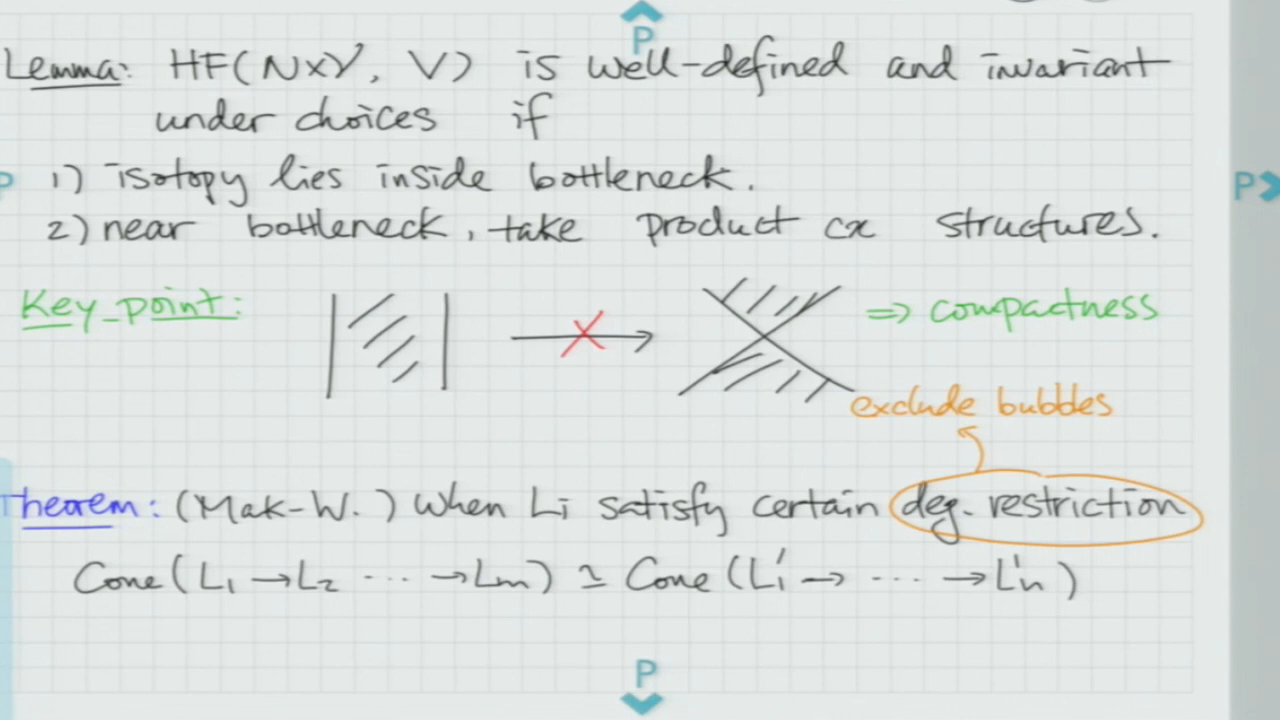 P
Lemma: HF(N×γ, V) is well-defined and invariant
under choices if
P
1) isotopy lies inside bottleneck.
P
2) near bottleneck, take product cx structures.
Key point:
⇒ compactness
exclude bubbles
Theorem: (Mak-W.) When Li satisfy certain deg. restriction
Cone(L₁ → L₂ ··· → Lm) ≃ Cone(L₁' → ··· → L'n)
P